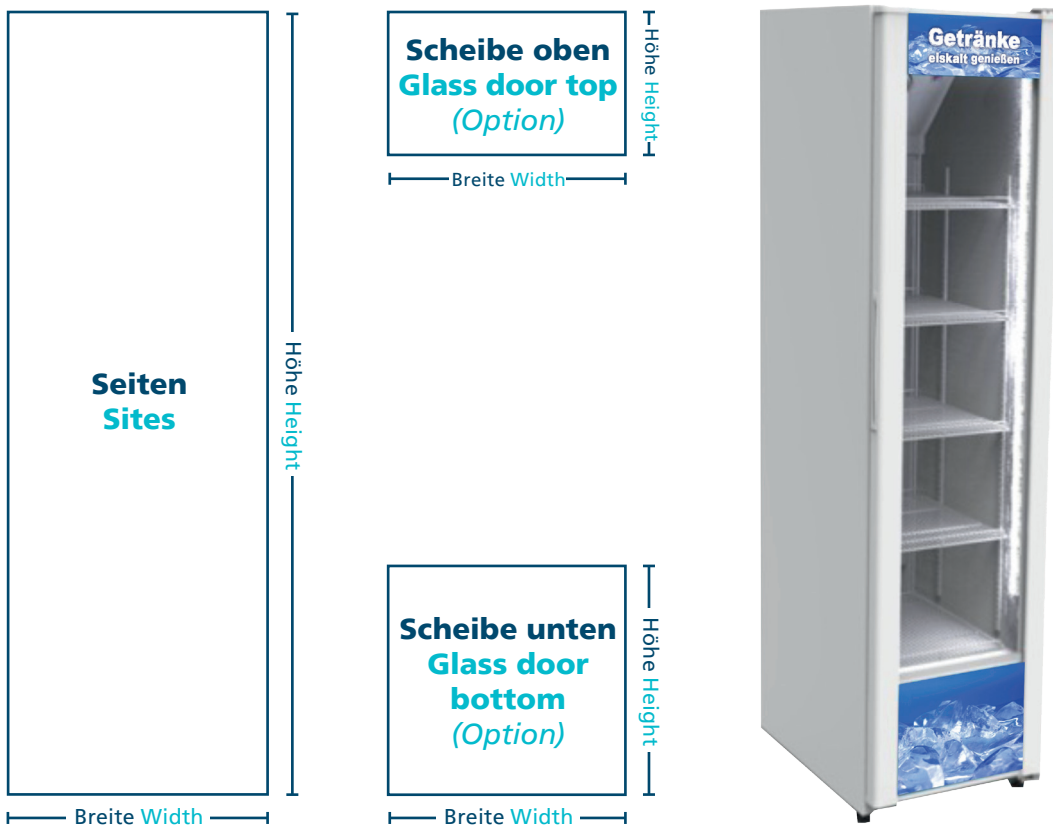 Seiten
Sites
Höhe Height
Breite Width
Scheibe oben
Glass door top
(Option)
Höhe Height
Breite Width
Scheibe unten
Glass door
bottom
(Option)
Höhe Height
Breite Width
Getränke
eiskalt genießen